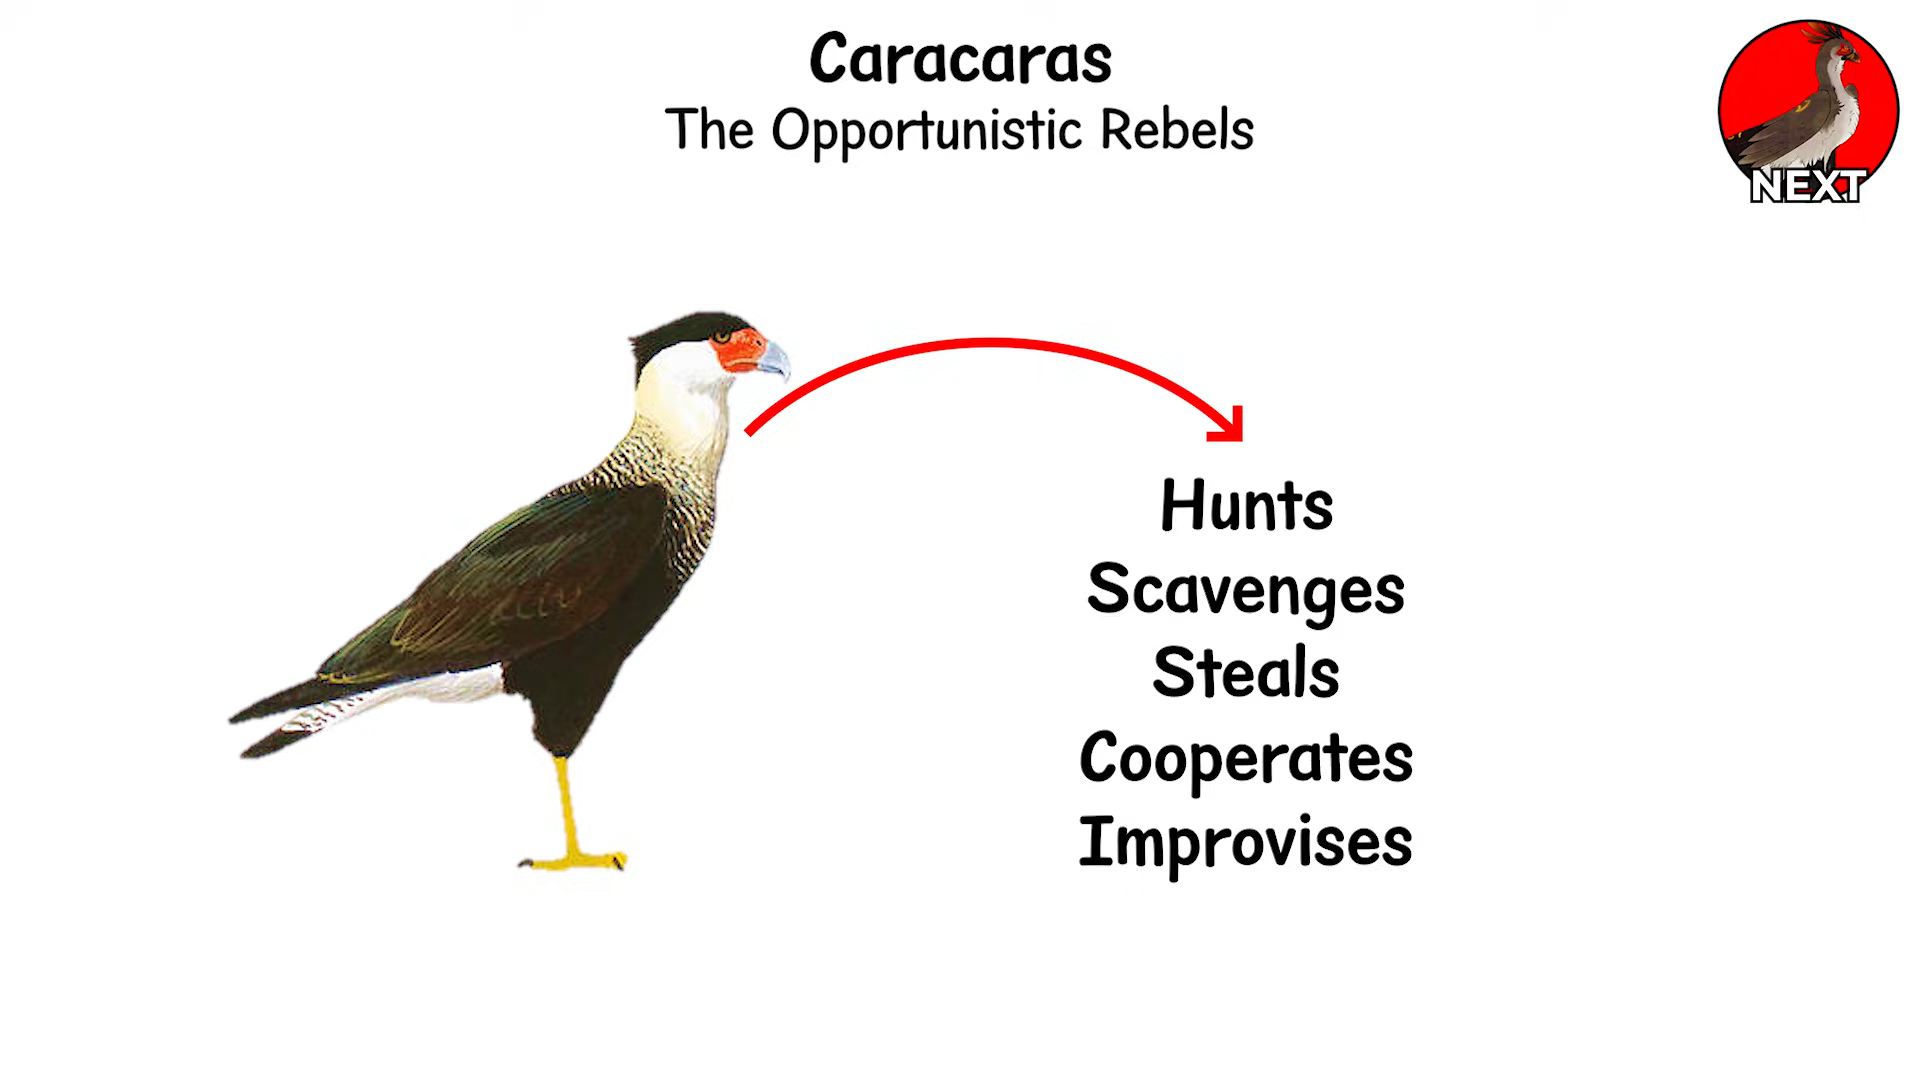 Caracaras
The Opportunistic Rebels
NEXT
Hunts
Scavenges
Steals
Cooperates
Improvises